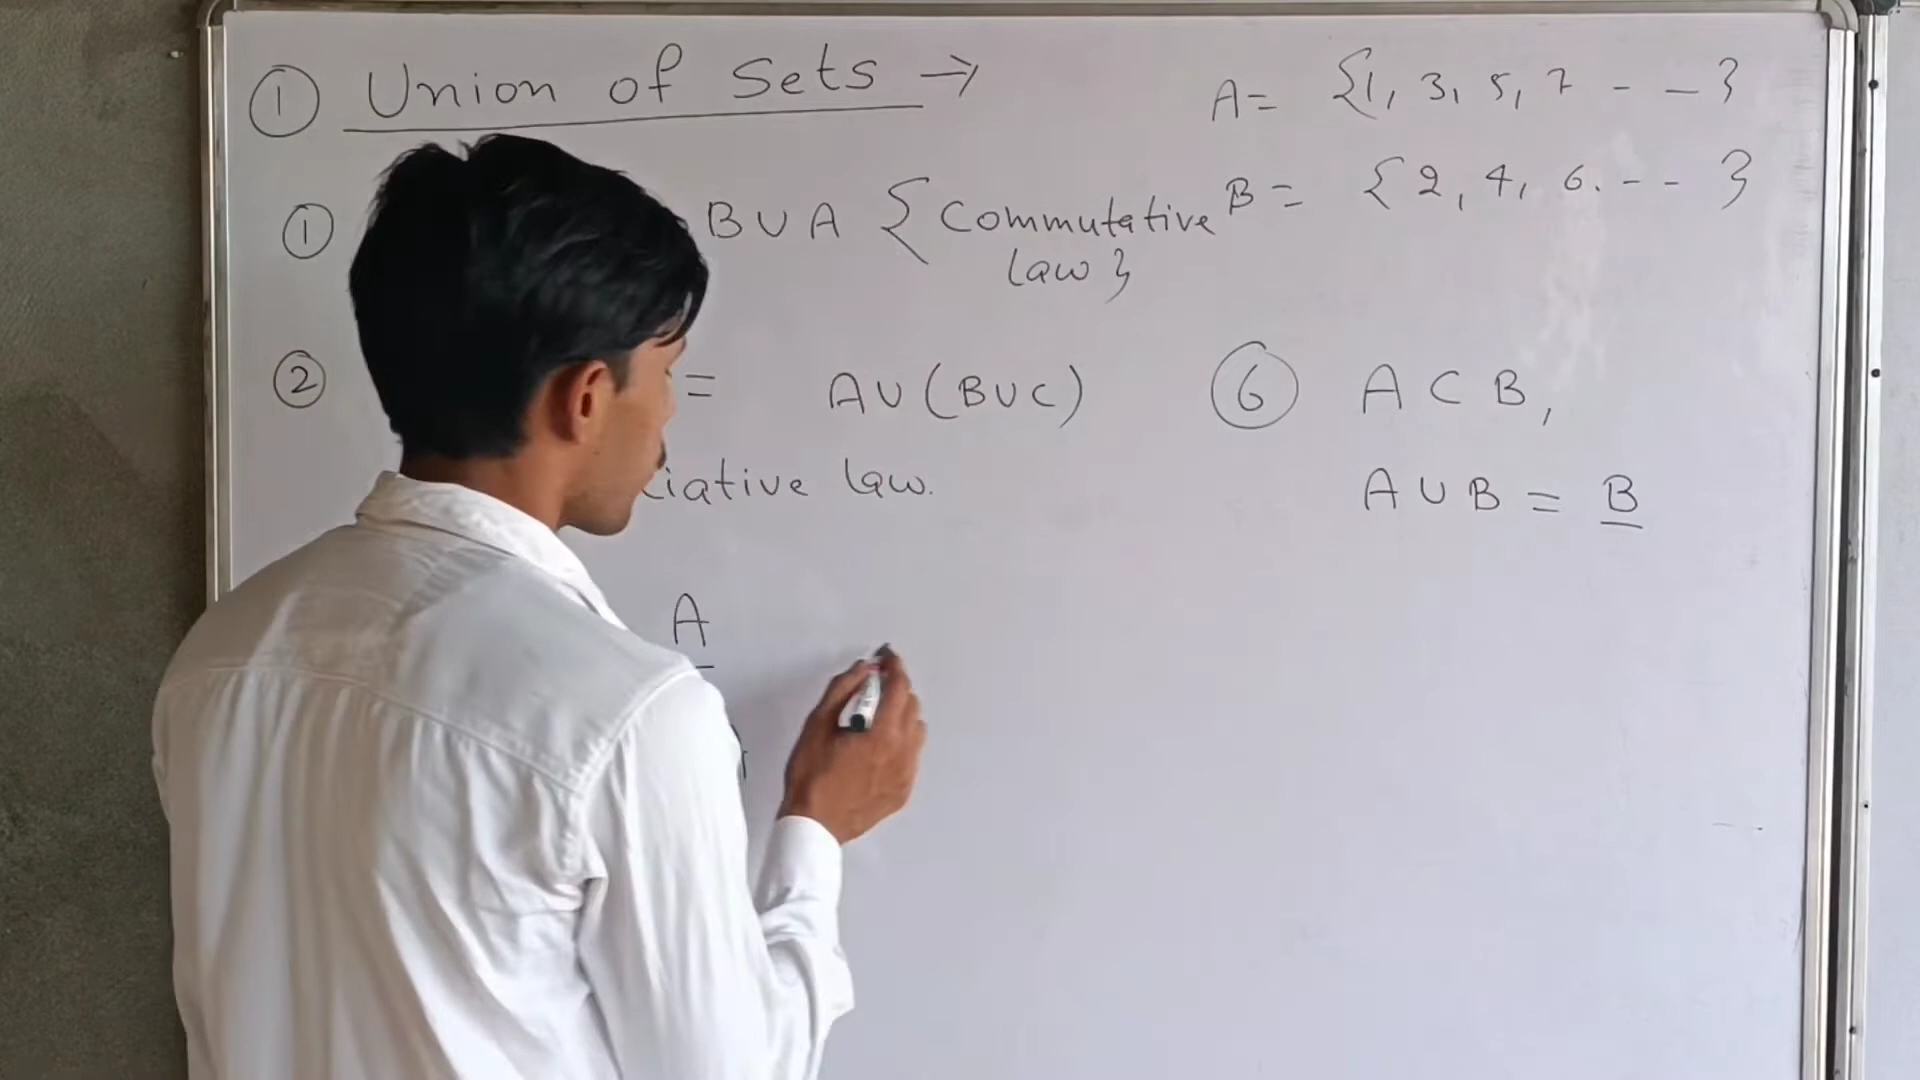 ① Union of Sets →
A = {1, 3, 5, 7 - - }
① B ∪ A { Commutative
law }
B = { 2, 4, 6. - - }
② = A ∪ (B ∪ C)
iative law.
A
⑥ A ⊂ B,
A ∪ B = B